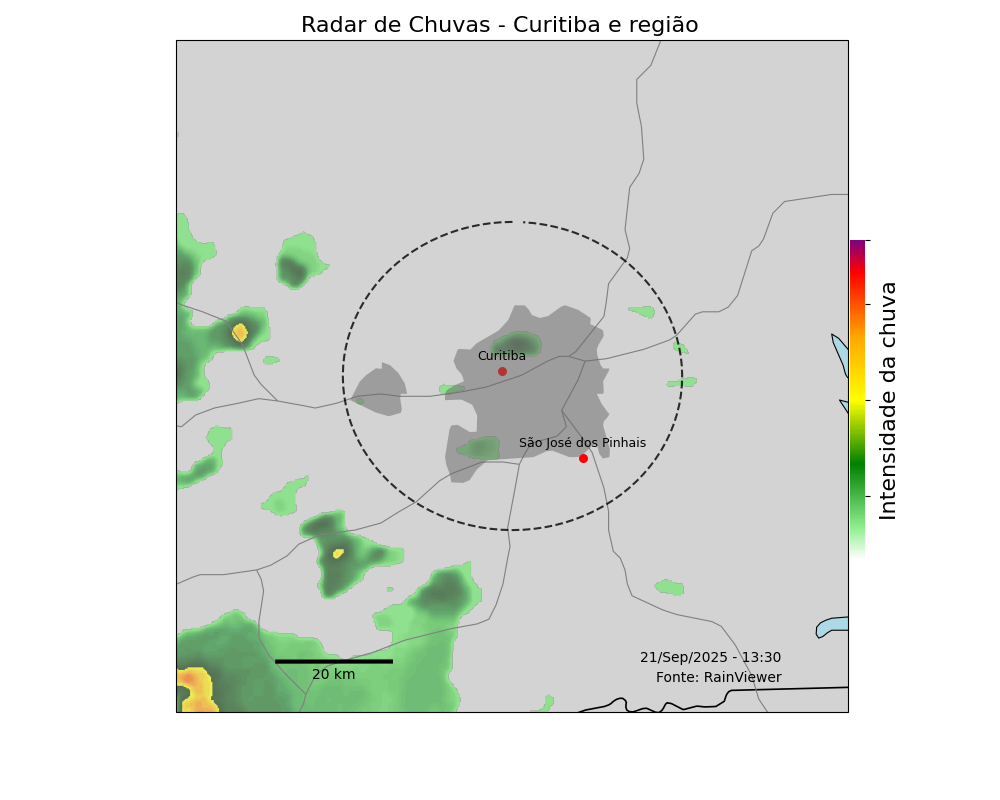 Radar de Chuvas - Curitiba e região
Curitiba
São José dos Pinhais
Intensidade da chuva
20 km
21/Sep/2025 - 13:30
Fonte: RainViewer